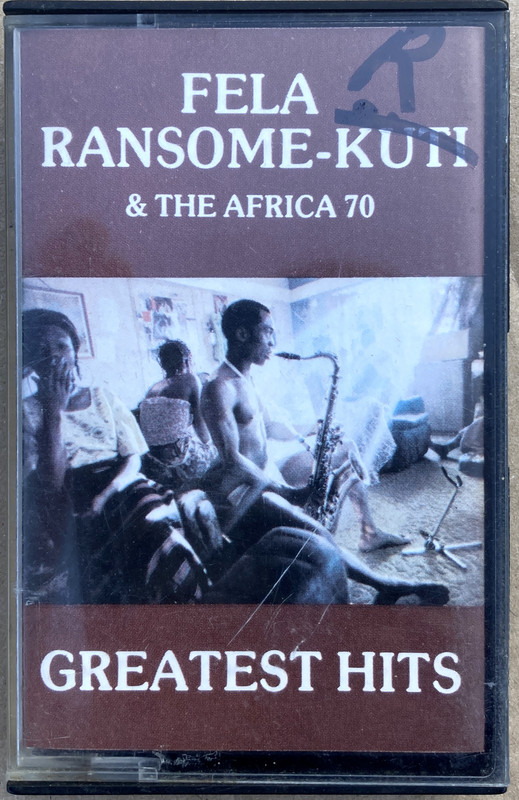 FELA
RANSOME-KUTI
& THE AFRICA 70
GREATEST HITS
R